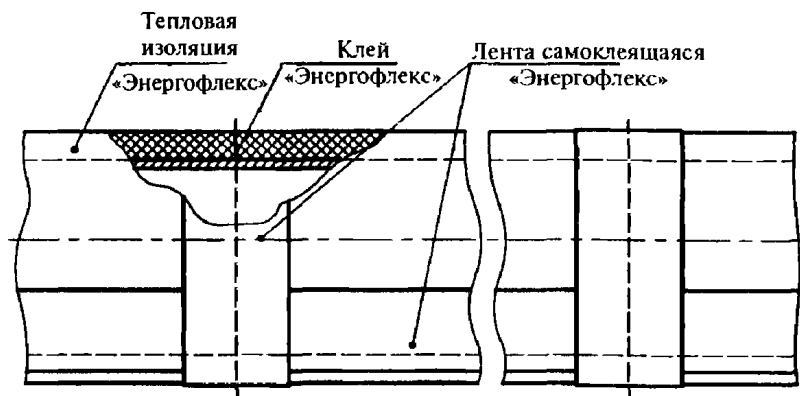 Тепловая
изоляция
«Энергофлекс»
Клей
«Энергофлекс»
Лента самоклеящаяся
«Энергофлекс»